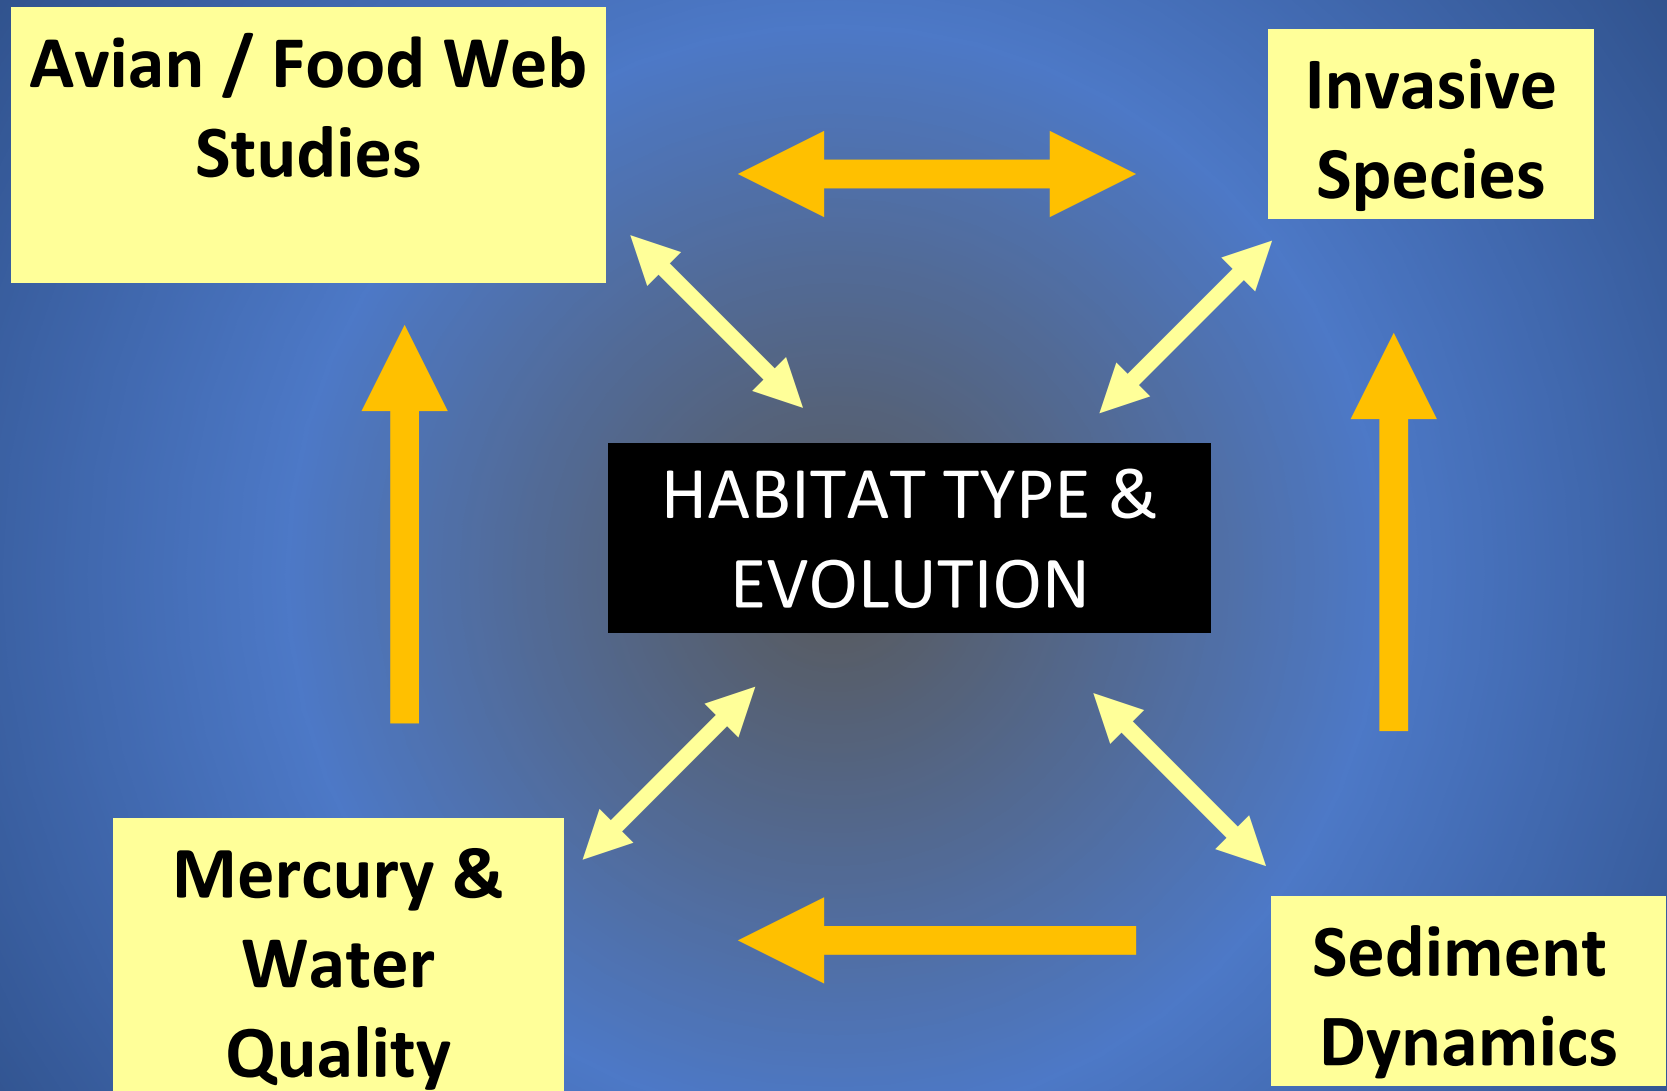 Avian / Food Web
Studies
Invasive
Species
HABITAT TYPE &
EVOLUTION
Mercury &
Water
Quality
Sediment
Dynamics